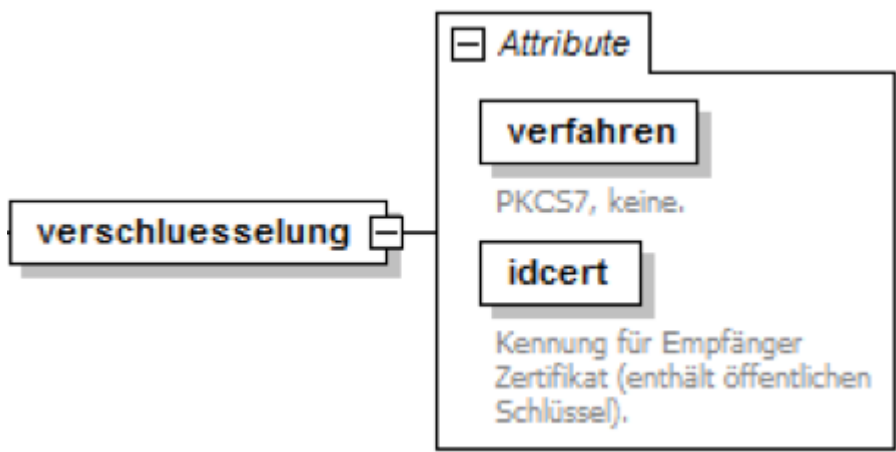 Attribute
verfahren
PKCS7, keine.
verschluesselung
idcert
Kennung für Empfänger
Zertifikat (enthält öffentlichen
Schlüssel).